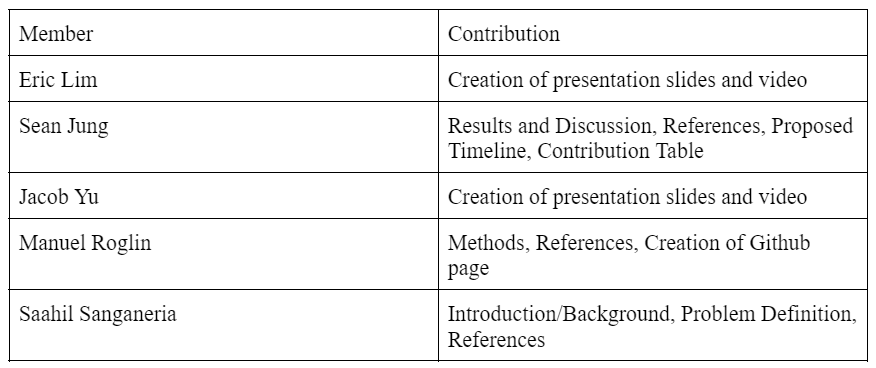 Member
Contribution
Eric Lim
Creation of presentation slides and video
Sean Jung
Results and Discussion, References, Proposed
Timeline, Contribution Table
Jacob Yu
Creation of presentation slides and video
Manuel Roglin
Methods, References, Creation of Github
page
Saahil Sanganeria
Introduction/Background, Problem Definition,
References